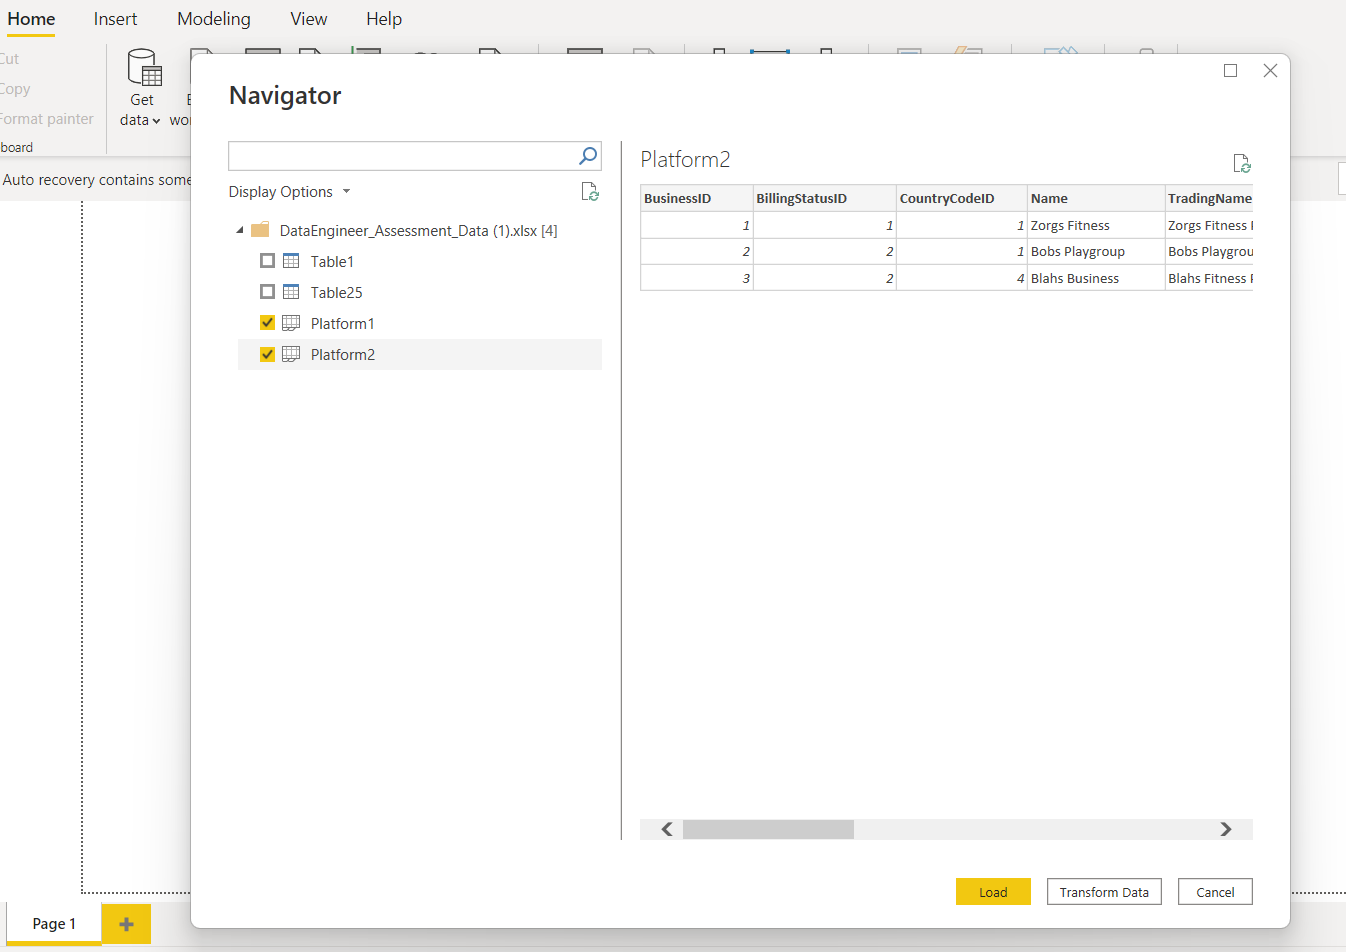 Home Insert Modeling View Help
Cut
Copy
Format painter
board
Get
data
wor
Auto recovery contains some
Navigator
Display Options
DataEngineer_Assessment_Data (1).xlsx [4]
Table1
Table25
Platform1
Platform2
Platform2
BusinessID BillingStatusID CountryCodeID Name TradingName
1 1 1 Zorgs Fitness Zorgs Fitness
2 2 1 Bobs Playgroup Bobs Playgrou
3 2 4 Blahs Business Blahs Fitness
Load Transform Data Cancel
Page 1